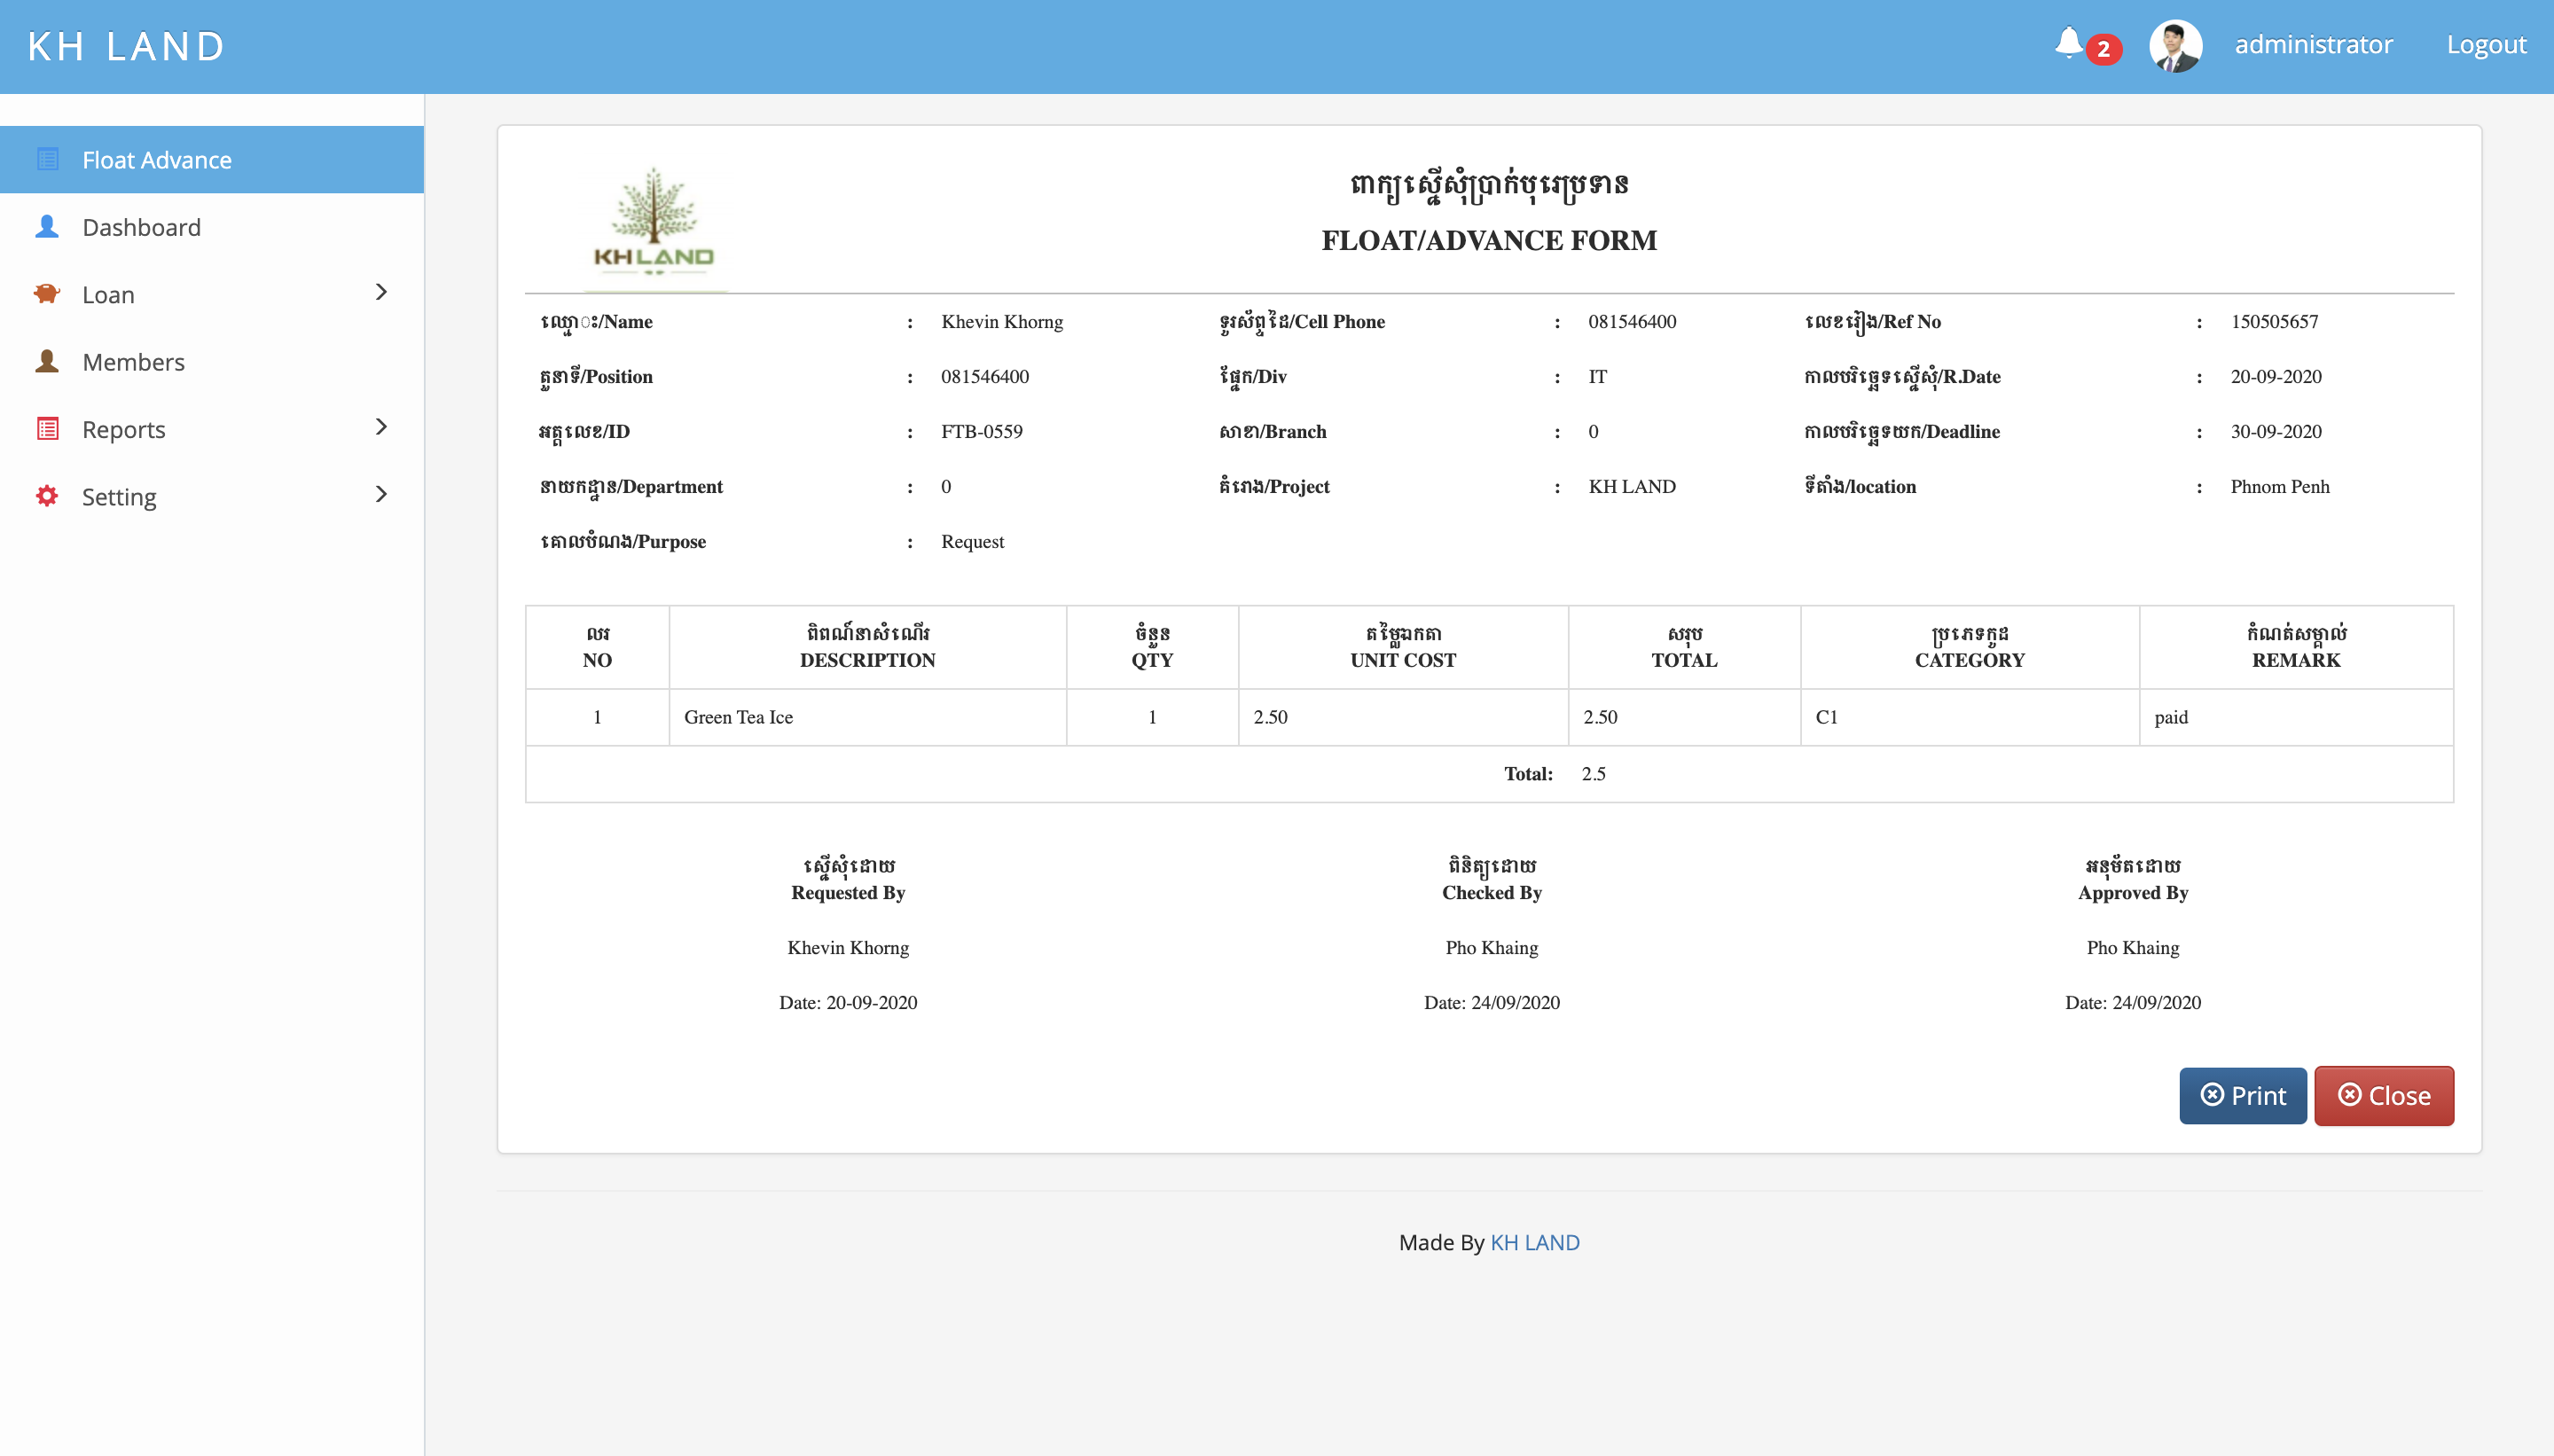 KH LAND
2
administrator
Logout
Float Advance
Dashboard
Loan
Members
Reports
Setting
KH LAND
ពាក្យស្នើសុំប្រាក់បុរេប្រទាន
FLOAT/ADVANCE FORM
ឈ្មោះ/Name : Khevin Khorng ទូរស័ព្ទដៃ/Cell Phone : 081546400 លេខរៀង/Ref No : 150505657
តួនាទី/Position : 081546400 ផ្នែក/Div : IT កាលបរិច្ឆេទស្នើសុំ/R.Date : 20-09-2020
អត្តលេខ/ID : FTB-0559 សាខា/Branch : 0 កាលបរិច្ឆេទយក/Deadline : 30-09-2020
នាយកដ្ឋាន/Department : 0 គំរោង/Project : KH LAND ទីតាំង/location : Phnom Penh
គោលបំណង/Purpose : Request
លរ ពិពណ៌នាសំណើរ ចំនួន តម្លៃឯកតា សរុប ប្រភេទកូដ កំណត់សម្គាល់
NO DESCRIPTION QTY UNIT COST TOTAL CATEGORY REMARK
1 Green Tea Ice 1 2.50 2.50 C1 paid
Total: 2.5
ស្នើសុំដោយ ពិនិត្យដោយ អនុម័តដោយ
Requested By Checked By Approved By
Khevin Khorng Pho Khaing Pho Khaing
Date: 20-09-2020 Date: 24/09/2020 Date: 24/09/2020
Print Close
Made By KH LAND